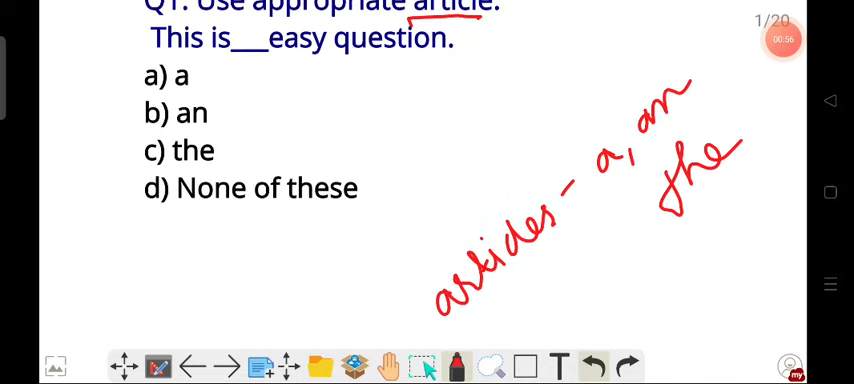 Q1. Use appropriate article.
This is___easy question.
a) a
b) an
c) the
d) None of these
articles - a, an
the
1/20
00:56
T
my